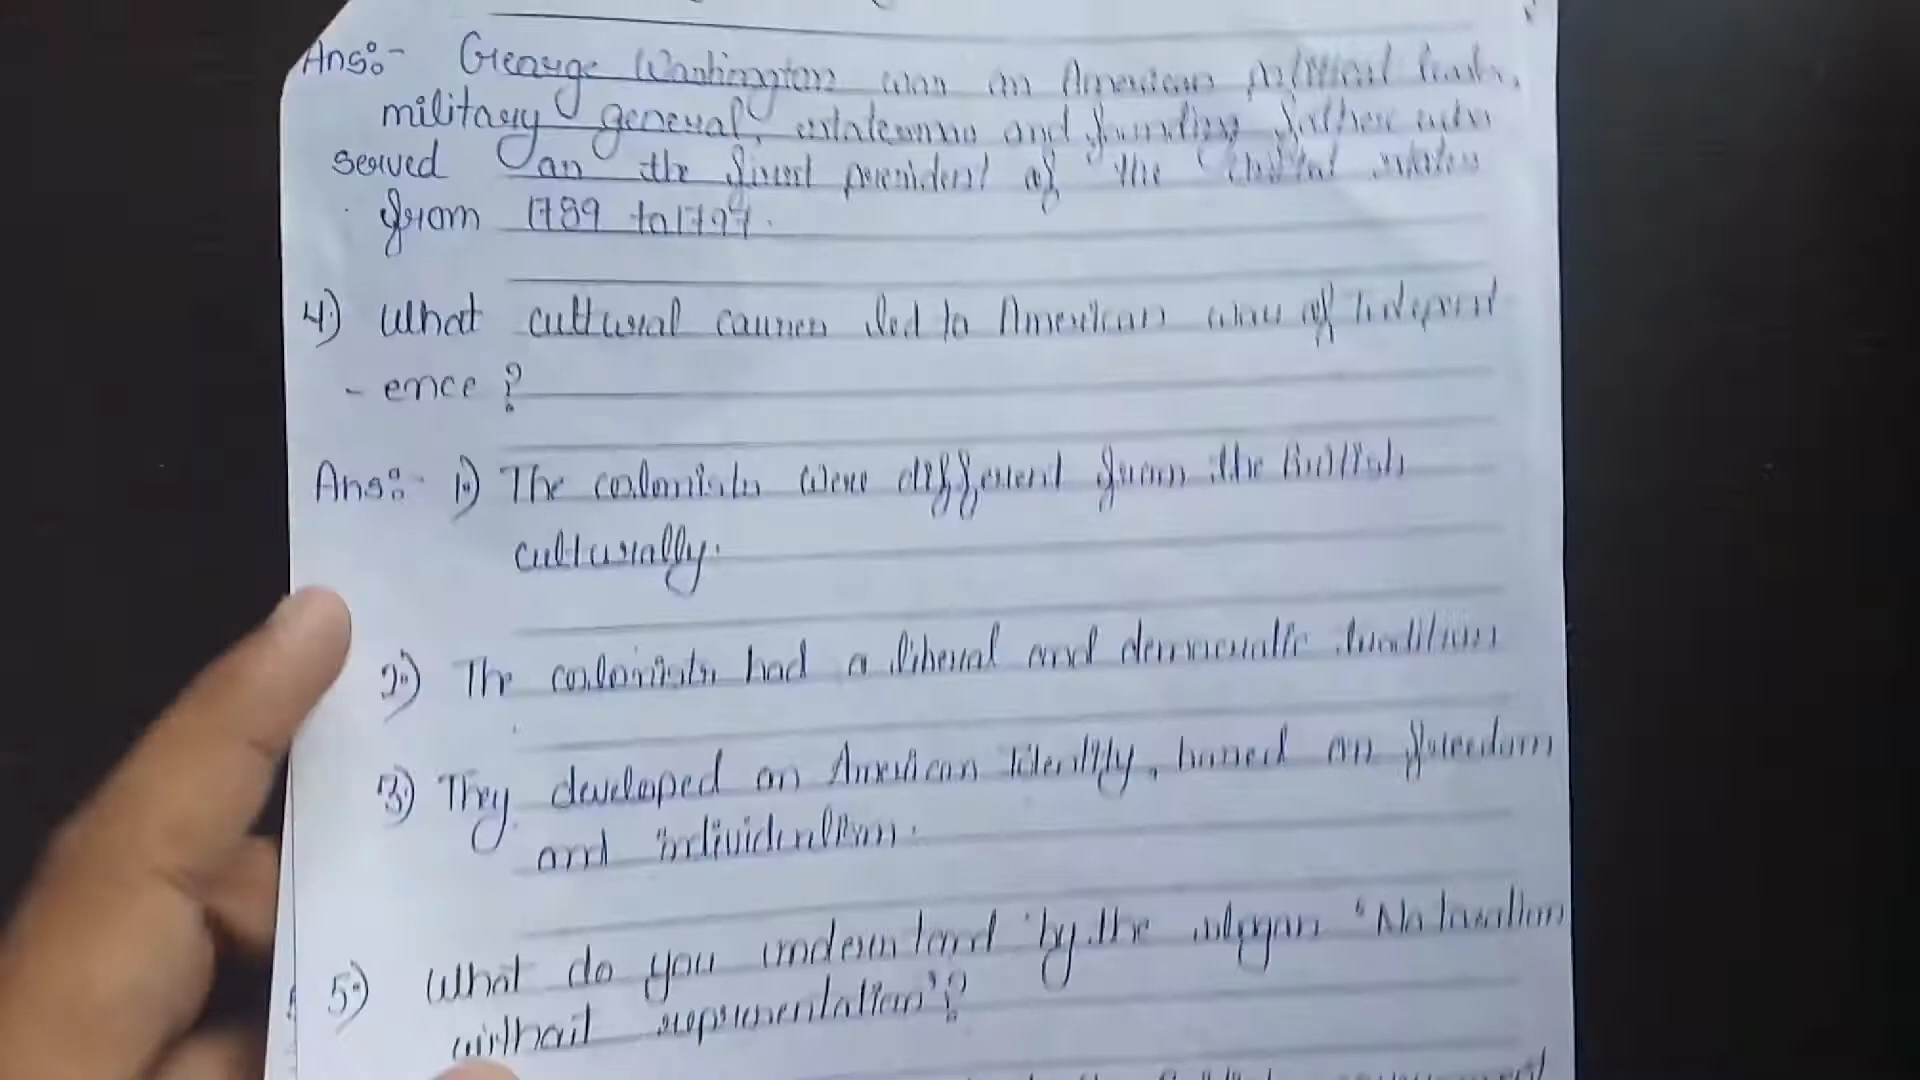 Ans:- George Washington was an American political leader,
military general, statesman and founding father who
served as the first president of the United states
from 1789 to 1797.
4) What cultural causes led to American war of Independ
- ence ?
Ans:- 1) The colonists were different from the British
culturally.
2) The colonists had a liberal and democratic tradition
3) They developed an American Identity, based on freedom
and individualism.
5) What do you understand by the slogan 'No taxation
without representation'?